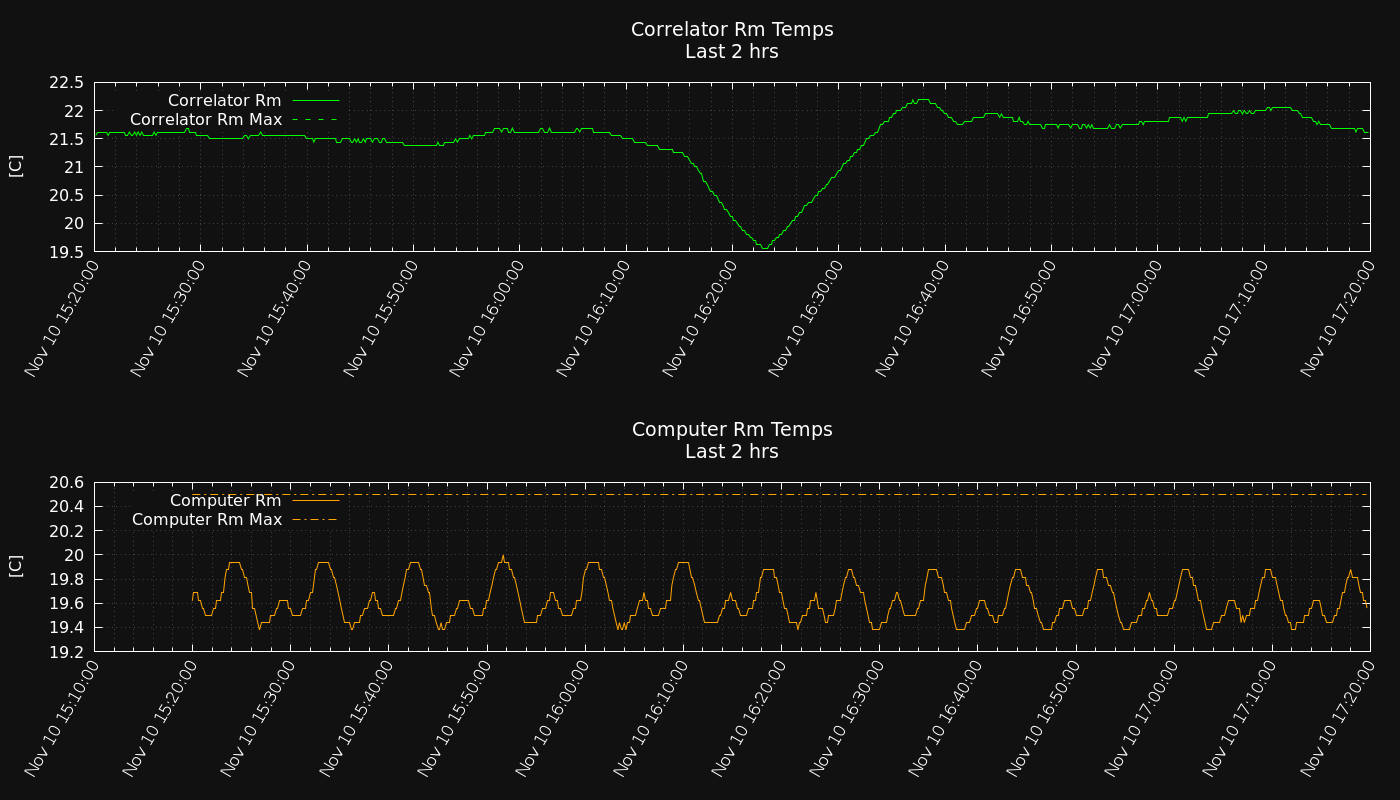 Correlator Rm Temps
Last 2 hrs
Correlator Rm
Correlator Rm Max
[C]
22.5
22
21.5
21
20.5
20
19.5
Nov 10 15:20:00
Nov 10 15:30:00
Nov 10 15:40:00
Nov 10 15:50:00
Nov 10 16:00:00
Nov 10 16:10:00
Nov 10 16:20:00
Nov 10 16:30:00
Nov 10 16:40:00
Nov 10 16:50:00
Nov 10 17:00:00
Nov 10 17:10:00
Nov 10 17:20:00
Computer Rm Temps
Last 2 hrs
Computer Rm
Computer Rm Max
[C]
20.6
20.4
20.2
20
19.8
19.6
19.4
19.2
Nov 10 15:10:00
Nov 10 15:20:00
Nov 10 15:30:00
Nov 10 15:40:00
Nov 10 15:50:00
Nov 10 16:00:00
Nov 10 16:10:00
Nov 10 16:20:00
Nov 10 16:30:00
Nov 10 16:40:00
Nov 10 16:50:00
Nov 10 17:00:00
Nov 10 17:10:00
Nov 10 17:20:00